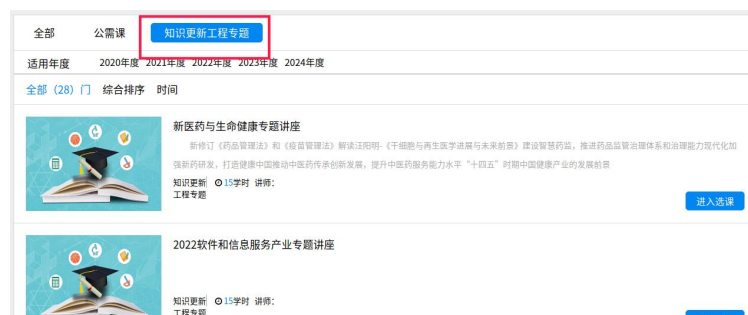 全部 公需课 知识更新工程专题
适用年度 2020年度 2021年度 2022年度 2023年度 2024年度
全部（28）门 综合排序 时间
新医药与生命健康专题讲座
新修订《药品管理法》和《疫苗管理法》解读汪阳明-《干细胞与再生医学进展与未来前景》建设智慧药监，推进药品监管治理体系和治理能力现代化加
强新药研发，打造健康中国推动中医药传承创新发展，提升中医药服务能力水平“十四五”时期中国健康产业的发展前景
知识更新 15学时 讲师：
工程专题
进入选课
2022软件和信息服务产业专题讲座
知识更新 15学时 讲师：
工程专题